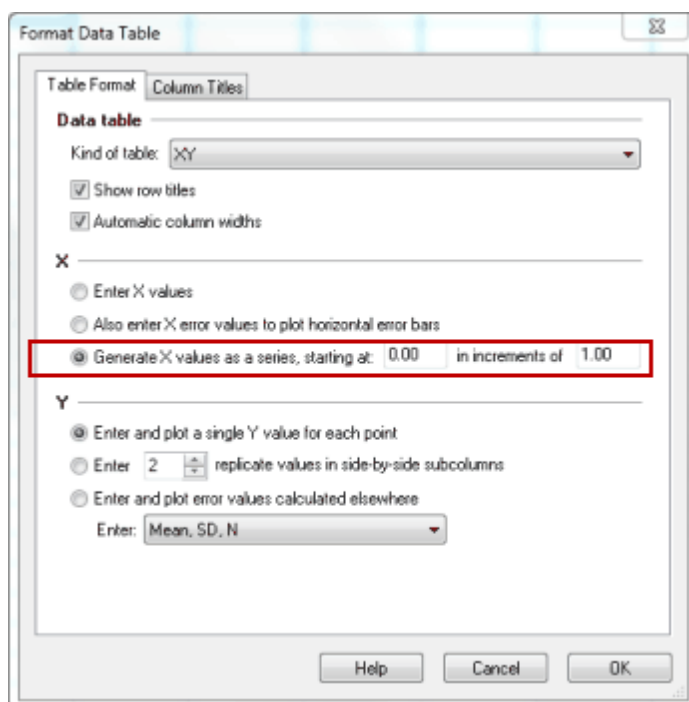 Format Data Table
Table Format Column Titles
Data table
Kind of table: XY
Show row titles
Automatic column widths
X
Enter X values
Also enter X error values to plot horizontal error bars
Generate X values as a series, starting at: 0.00 in increments of 1.00
Y
Enter and plot a single Y value for each point
Enter 2 replicate values in side-by-side subcolumns
Enter and plot error values calculated elsewhere
Enter: Mean, SD, N
Help Cancel OK